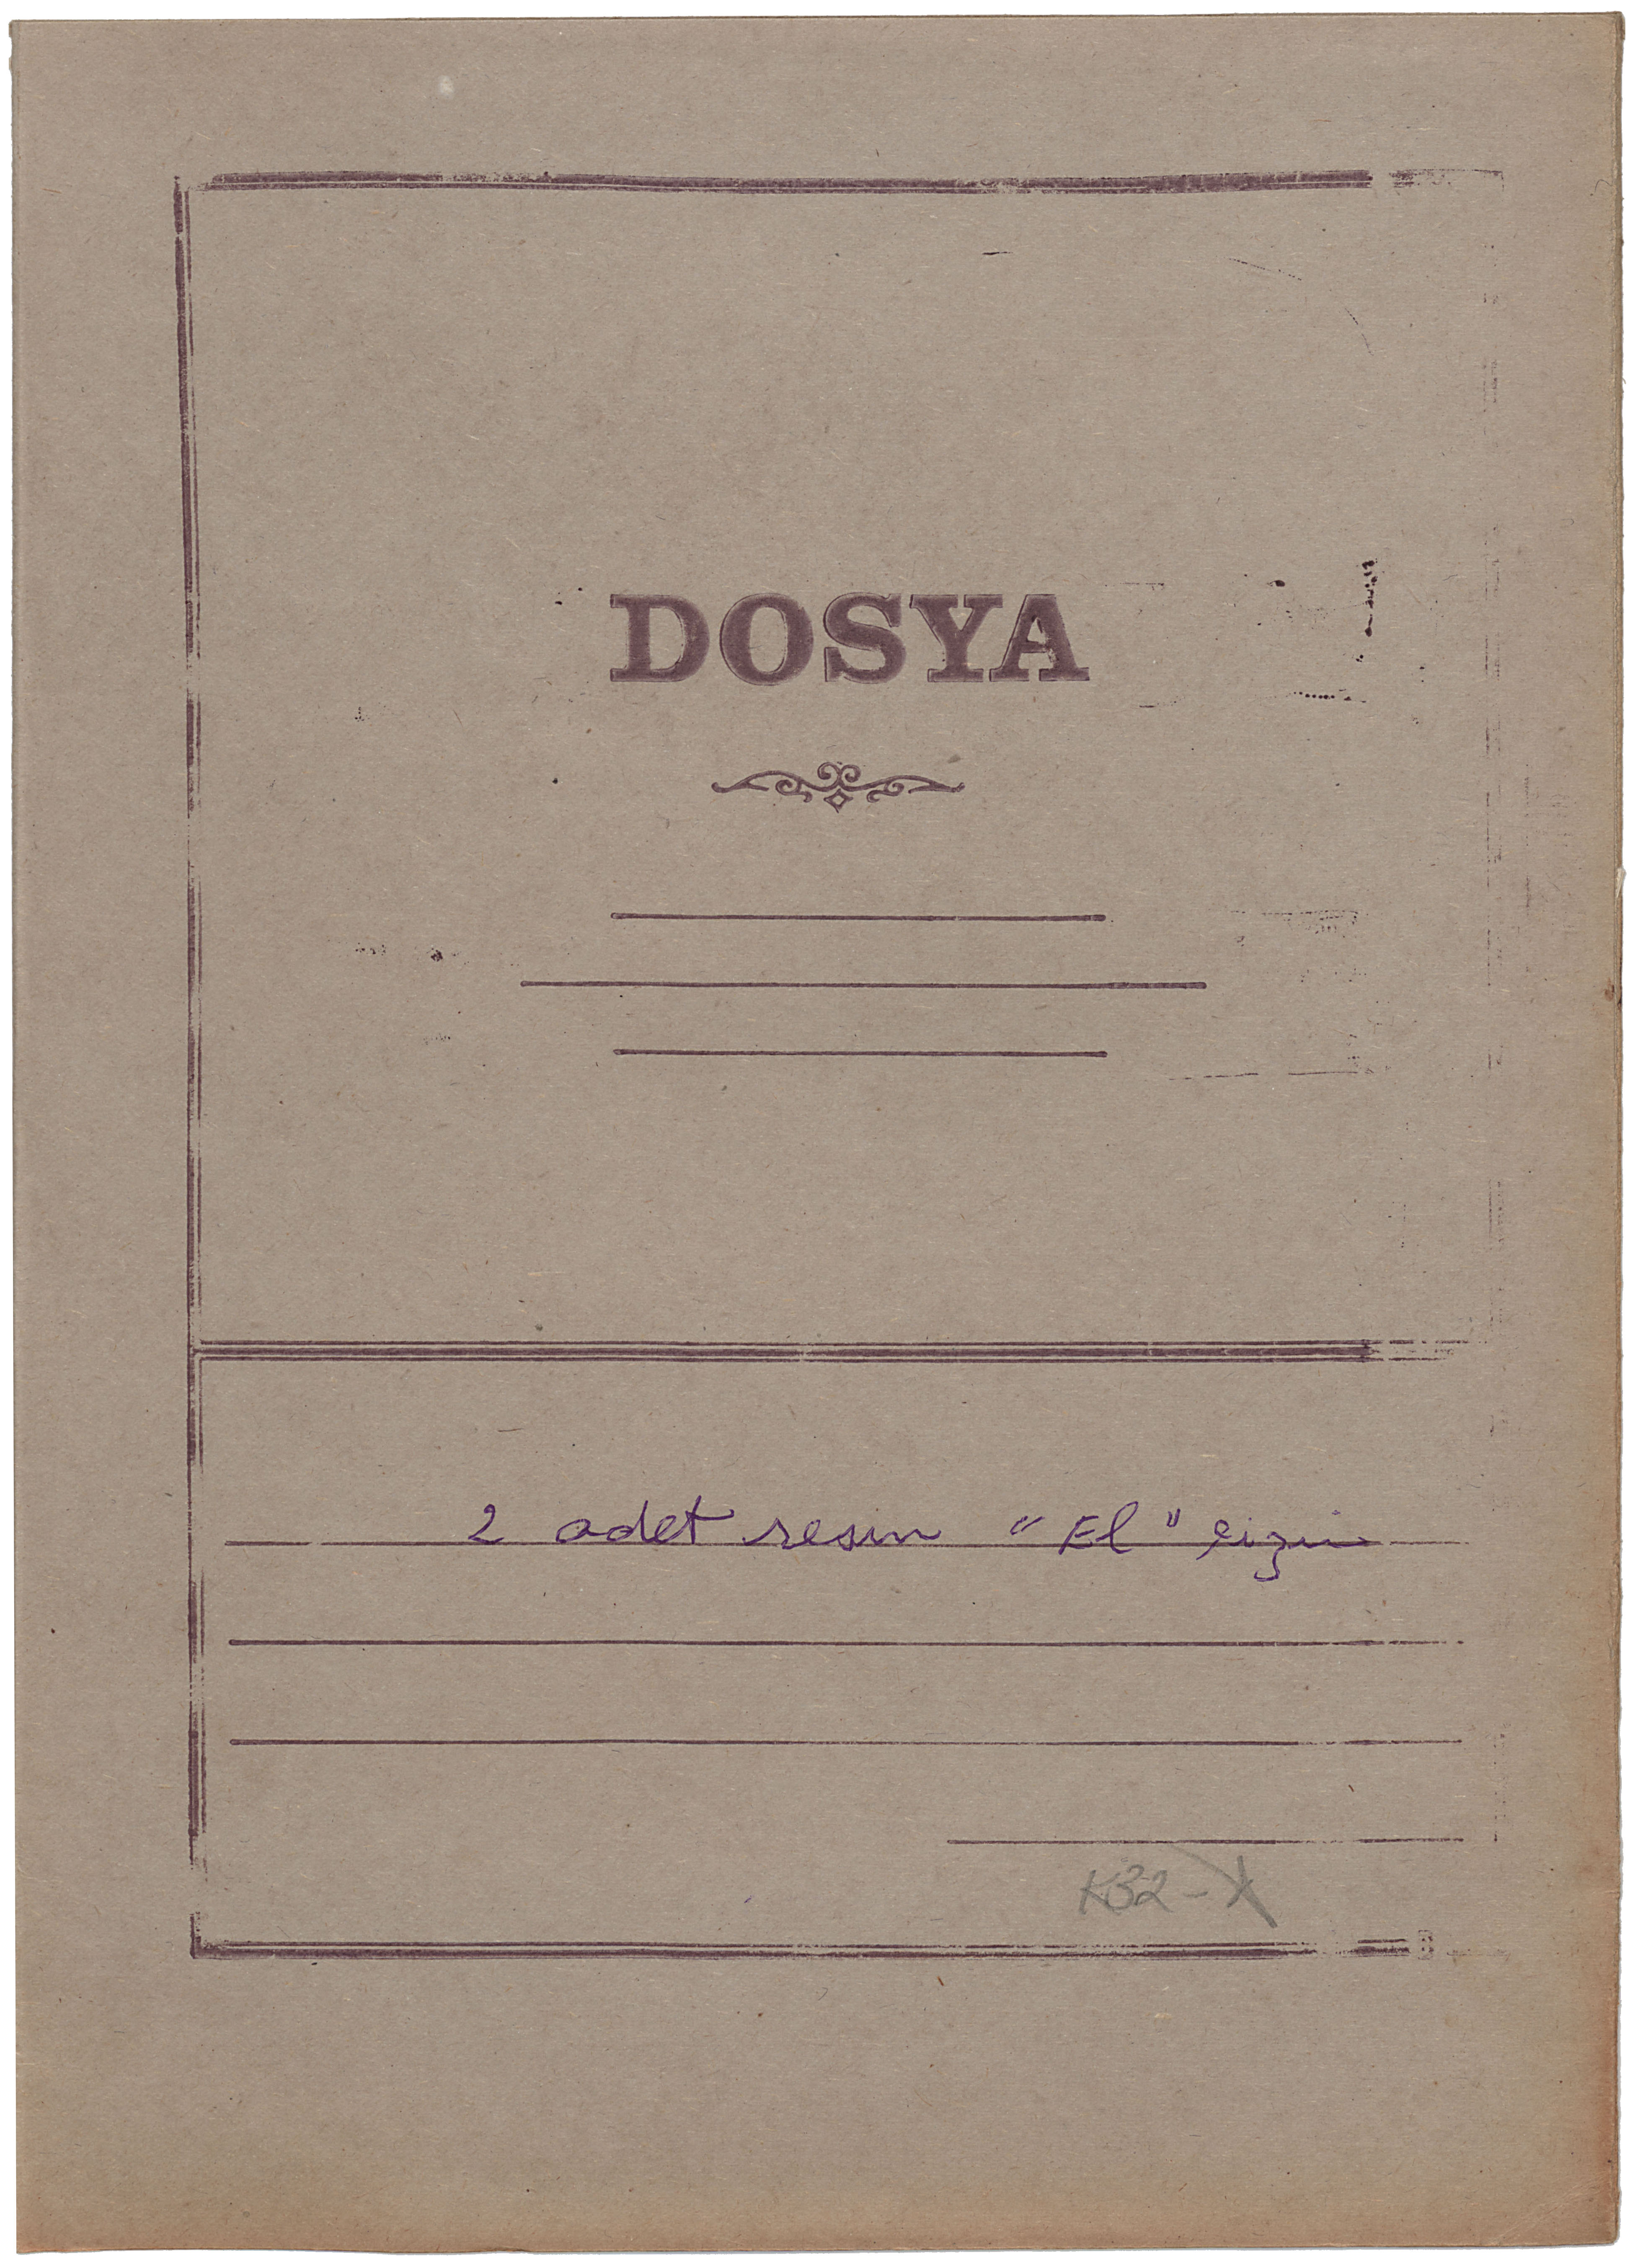 DOSYA
2 adet resim "El" çizim
K32 - X